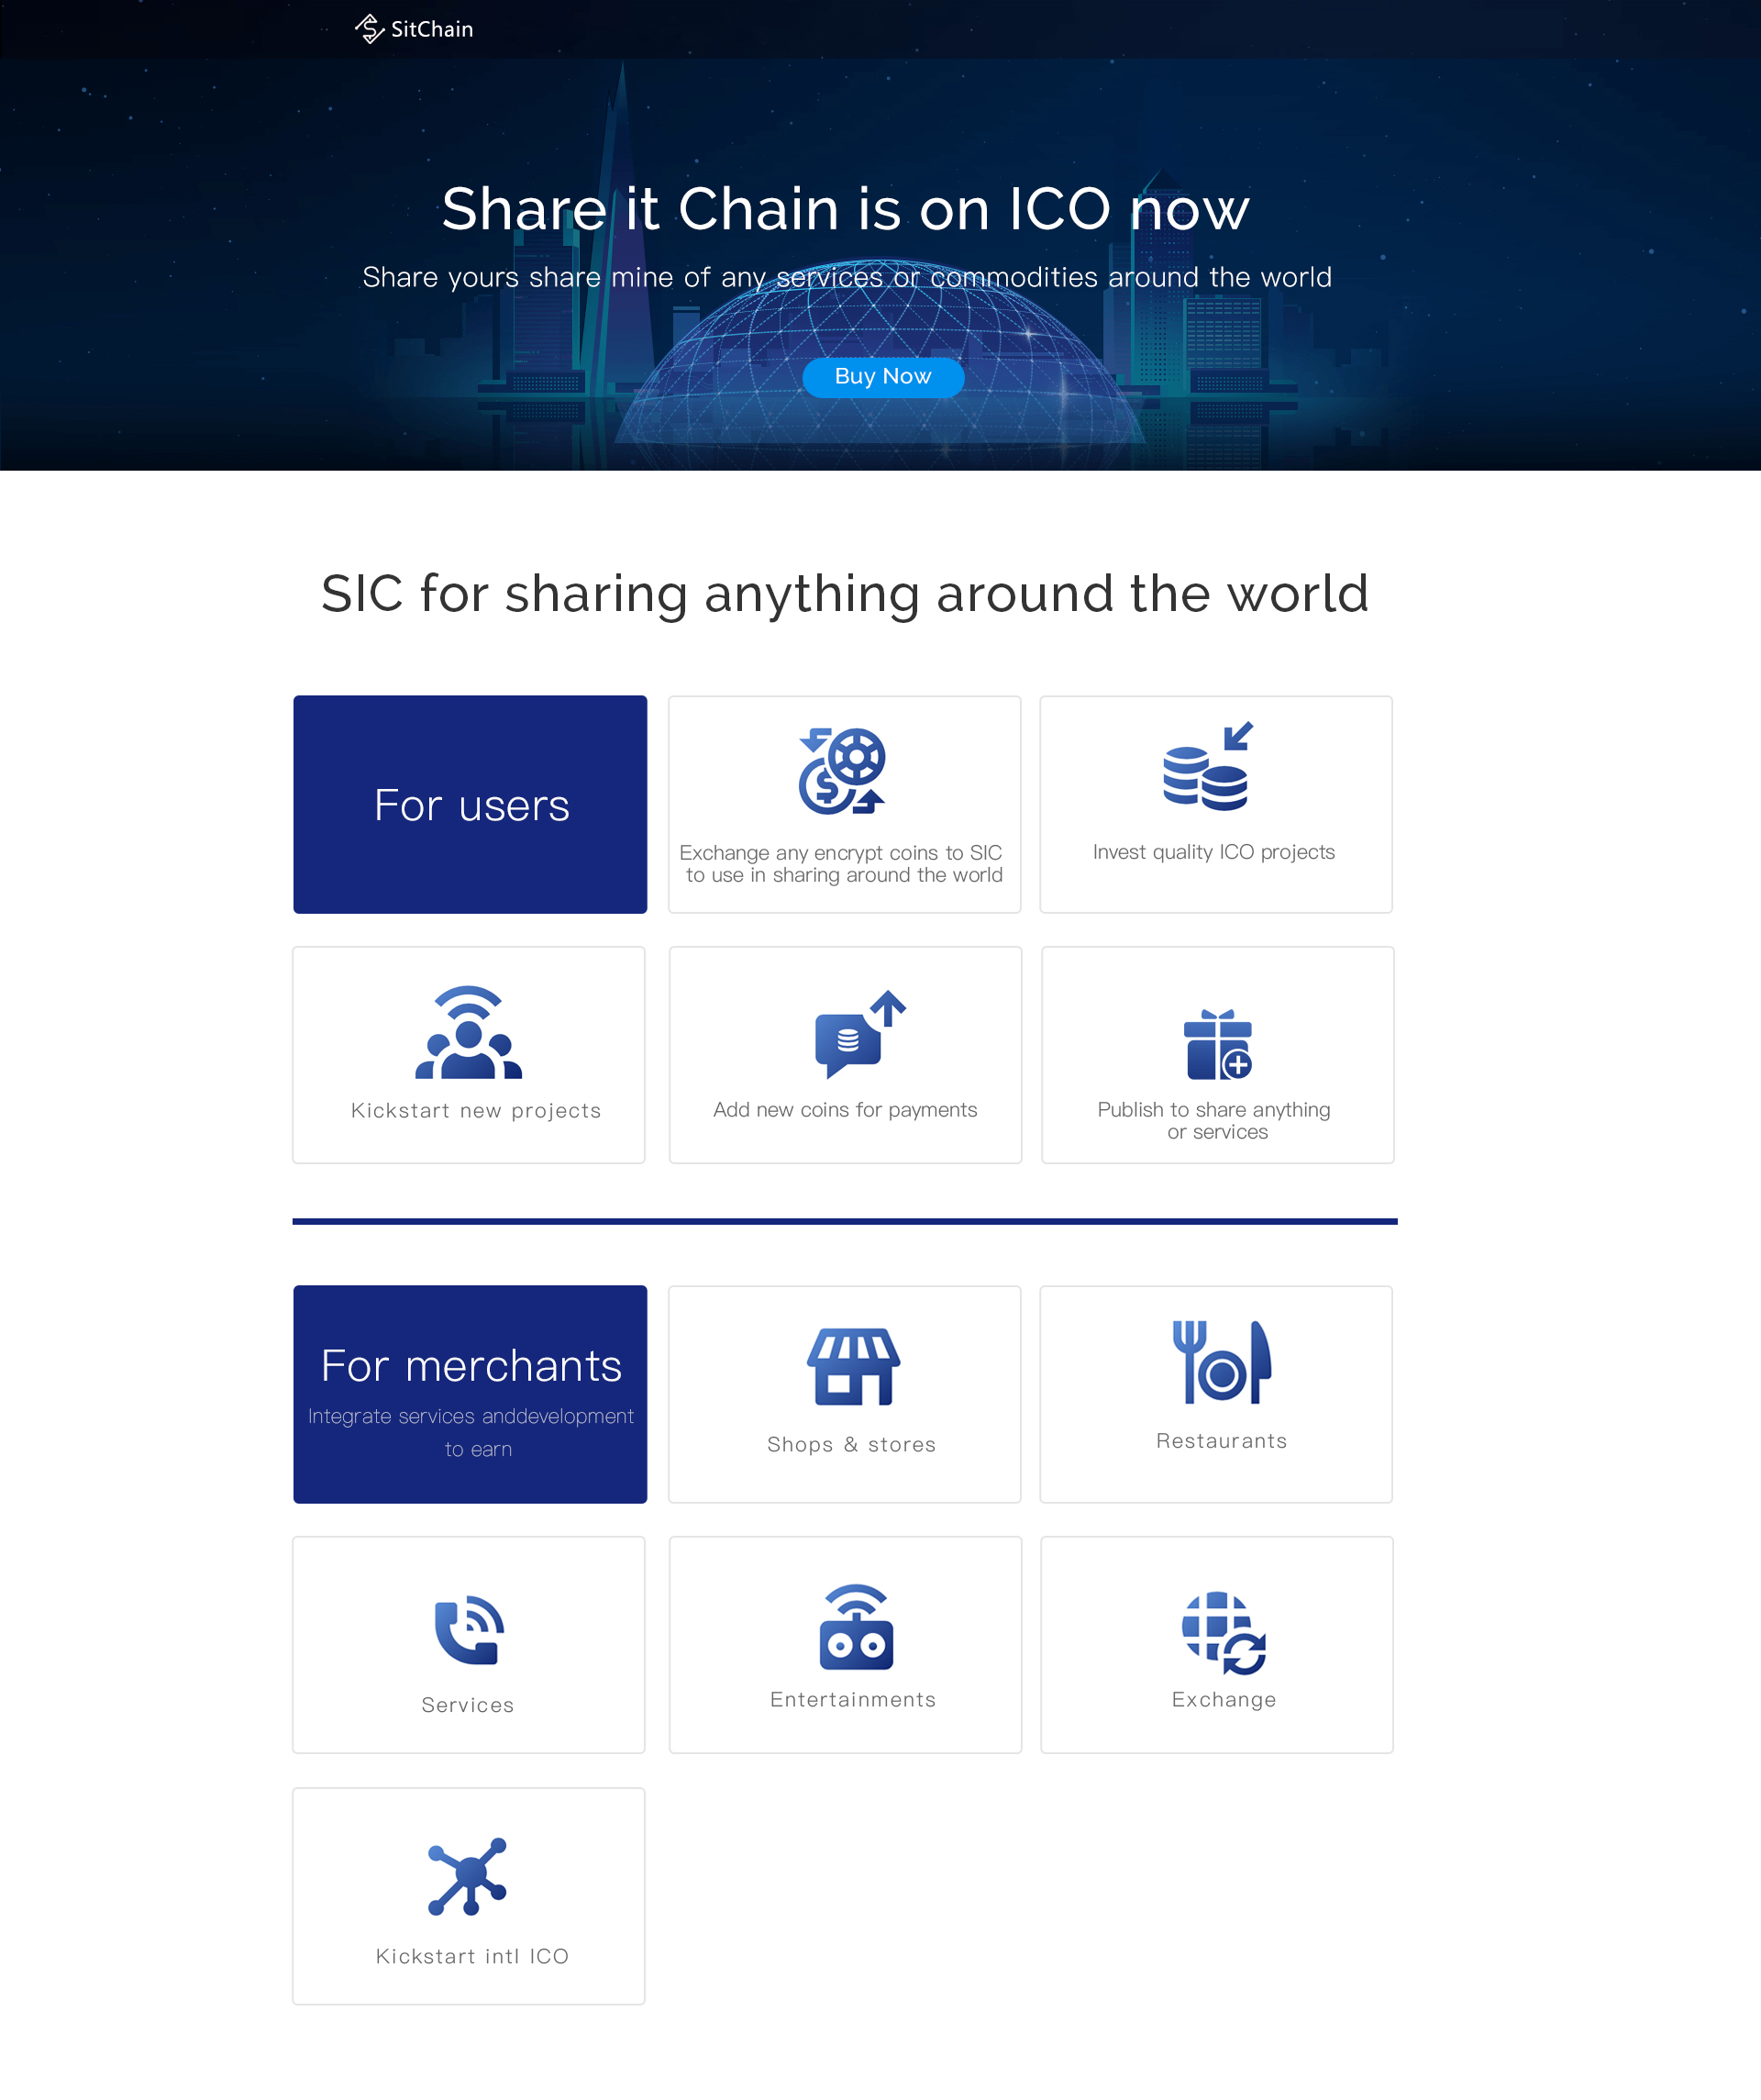 SitChain
Share it Chain is on ICO now
Share yours share mine of any services or commodities around the world
Buy Now
SIC for sharing anything around the world
For users
Exchange any encrypt coins to SIC
to use in sharing around the world
Invest quality ICO projects
Kickstart new projects
Add new coins for payments
Publish to share anything
or services
For merchants
Integrate services anddevelopment
to earn
Shops & stores
Restaurants
Services
Entertainments
Exchange
Kickstart intl ICO